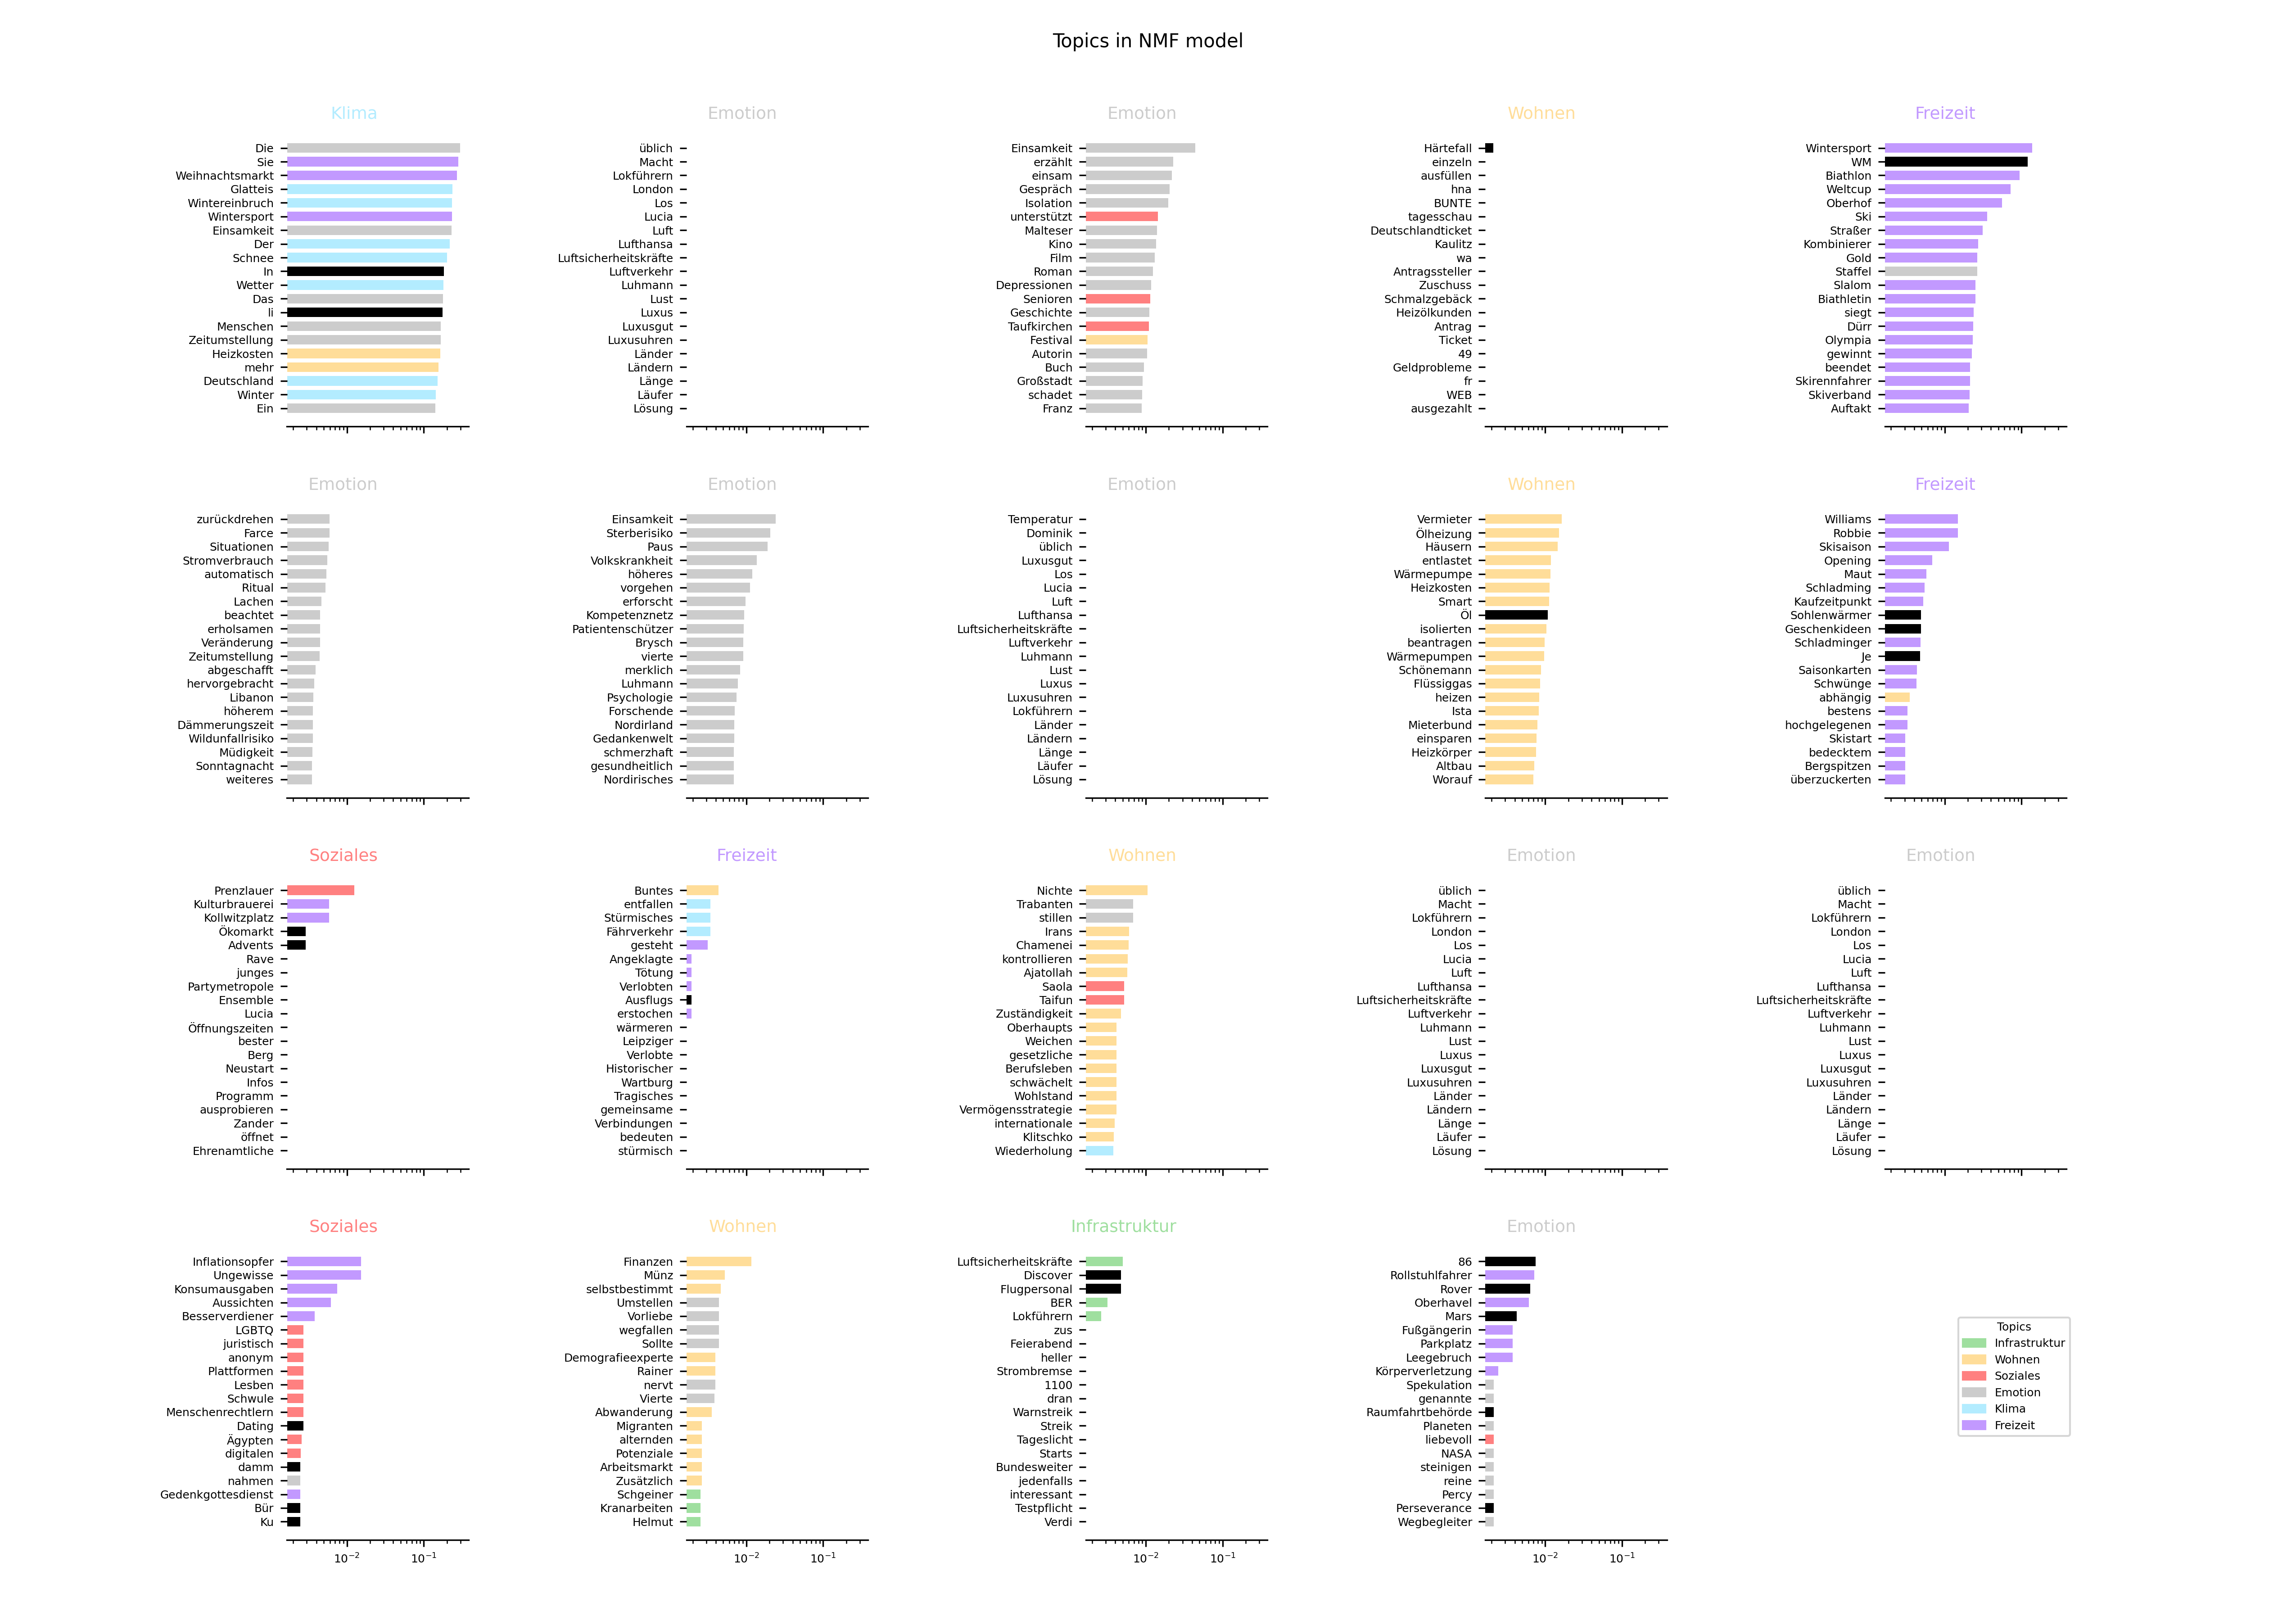 Topics in NMF model
Klima
Die
Sie
Weihnachtsmarkt
Glatteis
Wintereinbruch
Wintersport
Einsamkeit
Der
Schnee
In
Wetter
Das
li
Menschen
Zeitumstellung
Heizkosten
mehr
Deutschland
Winter
Ein
Emotion
üblich
Macht
Lokführern
London
Los
Lucia
Luft
Lufthansa
Luftsicherheitskräfte
Luftverkehr
Luhmann
Lust
Luxus
Luxusgut
Luxusuhren
Länder
Ländern
Länge
Läufer
Lösung
Emotion
Einsamkeit
erzählt
einsam
Gespräch
Isolation
unterstützt
Malteser
Kino
Film
Roman
Depressionen
Senioren
Geschichte
Taufkirchen
Festival
Autorin
Buch
Großstadt
schadet
Franz
Wohnen
Härtefall
einzeln
ausfüllen
hna
BUNTE
tagesschau
Deutschlandticket
Kaulitz
wa
Antragssteller
Zuschuss
Schmalzgebäck
Heizölkunden
Antrag
Ticket
49
Geldprobleme
fr
WEB
ausgezahlt
Freizeit
Wintersport
WM
Biathlon
Weltcup
Oberhof
Ski
Straßer
Kombinierer
Gold
Staffel
Slalom
Biathletin
siegt
Dürr
Olympia
gewinnt
beendet
Skirennfahrer
Skiverband
Auftakt
Emotion
zurückdrehen
Farce
Situationen
Stromverbrauch
automatisch
Ritual
Lachen
beachtet
erholsamen
Veränderung
Zeitumstellung
abgeschafft
hervorgebracht
Libanon
höherem
Dämmerungszeit
Wildunfallrisiko
Müdigkeit
Sonntagnacht
weiteres
Emotion
Einsamkeit
Sterberisiko
Paus
Volkskrankheit
höheres
vorgehen
erforscht
Kompetenznetz
Patientenschützer
Brysch
vierte
merklich
Luhmann
Psychologie
Forschende
Nordirland
Gedankenwelt
schmerzhaft
gesundheitlich
Nordirisches
Emotion
Temperatur
Dominik
üblich
Luxusgut
Los
Lucia
Luft
Lufthansa
Luftsicherheitskräfte
Luftverkehr
Luhmann
Lust
Luxus
Luxusuhren
Lokführern
Länder
Ländern
Länge
Läufer
Lösung
Wohnen
Vermieter
Ölheizung
Häusern
entlastet
Wärmepumpe
Heizkosten
Smart
Öl
isolierten
beantragen
Wärmepumpen
Schönemann
Flüssiggas
heizen
Ista
Mieterbund
einsparen
Heizkörper
Altbau
Worauf
Freizeit
Williams
Robbie
Skisaison
Opening
Maut
Schladming
Kaufzeitpunkt
Sohlenwärmer
Geschenkideen
Schladminger
Je
Saisonkarten
Schwünge
abhängig
bestens
hochgelegenen
Skistart
bedecktem
Bergspitzen
überzuckerten
Soziales
Prenzlauer
Kulturbrauerei
Kollwitzplatz
Ökomarkt
Advents
Rave
junges
Partymetropole
Ensemble
Lucia
Öffnungszeiten
bester
Berg
Neustart
Infos
Programm
ausprobieren
Zander
öffnet
Ehrenamtliche
Freizeit
Buntes
entfallen
Stürmisches
Fährverkehr
gesteht
Angeklagte
Tötung
Verlobten
Ausflugs
erstochen
wärmeren
Leipziger
Verlobte
Historischer
Wartburg
Tragisches
gemeinsame
Verbindungen
bedeuten
stürmisch
Wohnen
Nichte
Trabanten
stillen
Irans
Chamenei
kontrollieren
Ajatollah
Saola
Taifun
Zuständigkeit
Oberhaupts
Weichen
gesetzliche
Berufsleben
schwächelt
Wohlstand
Vermögensstrategie
internationale
Klitschko
Wiederholung
Emotion
üblich
Macht
Lokführern
London
Los
Lucia
Luft
Lufthansa
Luftsicherheitskräfte
Luftverkehr
Luhmann
Lust
Luxus
Luxusgut
Luxusuhren
Länder
Ländern
Länge
Läufer
Lösung
Emotion
üblich
Macht
Lokführern
London
Los
Lucia
Luft
Lufthansa
Luftsicherheitskräfte
Luftverkehr
Luhmann
Lust
Luxus
Luxusgut
Luxusuhren
Länder
Ländern
Länge
Läufer
Lösung
Soziales
Inflationsopfer
Ungewisse
Konsumausgaben
Aussichten
Besserverdiener
LGBTQ
juristisch
anonym
Plattformen
Lesben
Schwule
Menschenrechtlern
Dating
Ägypten
digitalen
damm
nahmen
Gedenkgottesdienst
Bür
Ku
10⁻² 10⁻¹
Wohnen
Finanzen
Münz
selbstbestimmt
Umstellen
Vorliebe
wegfallen
Sollte
Demografieexperte
Rainer
nervt
Vierte
Abwanderung
Migranten
alternden
Potenziale
Arbeitsmarkt
Zusätzlich
Schgeiner
Kranarbeiten
Helmut
10⁻² 10⁻¹
Infrastruktur
Luftsicherheitskräfte
Discover
Flugpersonal
BER
Lokführern
zus
Feierabend
heller
Strombremse
1100
dran
Warnstreik
Streik
Tageslicht
Starts
Bundesweiter
jedenfalls
interessant
Testpflicht
Verdi
10⁻² 10⁻¹
Emotion
86
Rollstuhlfahrer
Rover
Oberhavel
Mars
Fußgängerin
Parkplatz
Leegebruch
Körperverletzung
Spekulation
genannte
Raumfahrtbehörde
Planeten
liebevoll
NASA
steinigen
reine
Percy
Perseverance
Wegbegleiter
10⁻² 10⁻¹
Topics
Infrastruktur
Wohnen
Soziales
Emotion
Klima
Freizeit